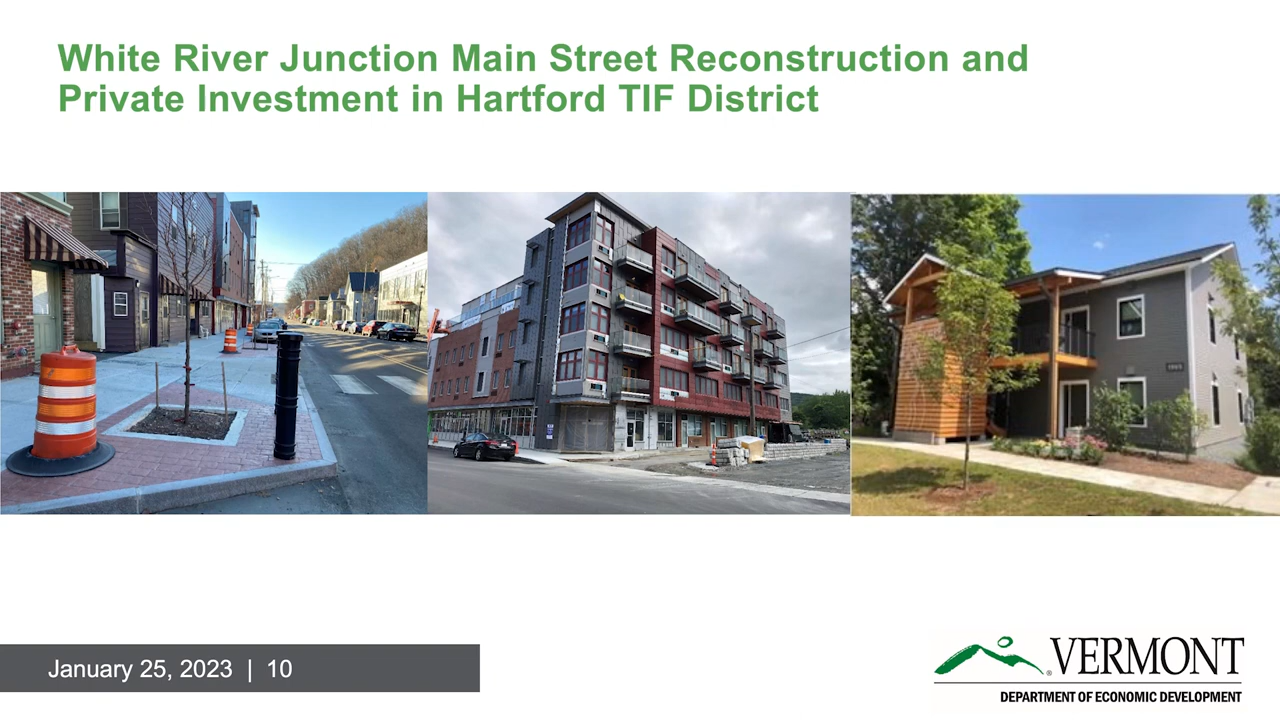 White River Junction Main Street Reconstruction and
Private Investment in Hartford TIF District
January 25, 2023 | 10
®VERMONT
DEPARTMENT OF ECONOMIC DEVELOPMENT